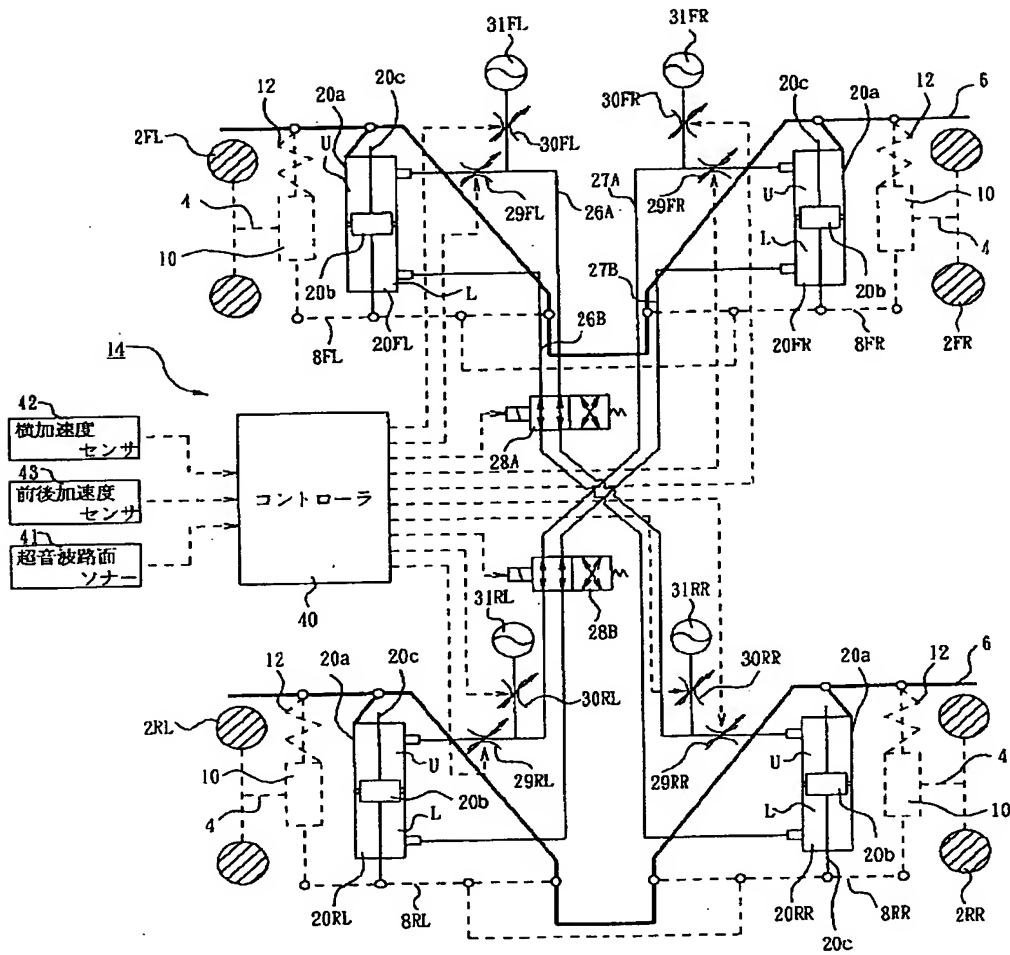 31FL
31FR
20c
20a
12
2FL
U
30FL
30FR
20c
20a
12
6
4
29FL
26A
27A
29FR
U
10
10
4
20b
L
26B
27B
L
20b
8FL
20FL
20FR
8FR
2FR
14
42
横加速度
センサ
43
前後加速度
センサ
41
超音波路面
ソナー
コントローラ
40
28A
28B
31RL
31RR
12
20a
20c
30RL
30RR
20a
12
6
2RL
10
4
U
20b
L
29RL
29RR
U
L
20b
4
10
20RL
8RL
20RR
8RR
20c
2RR